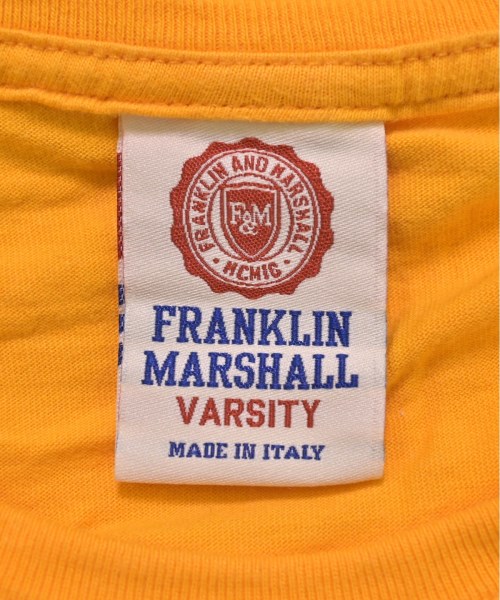 FRANKLIN AND MARSHALL
F&M
· MCMIC ·
FRANKLIN
MARSHALL
VARSITY
MADE IN ITALY